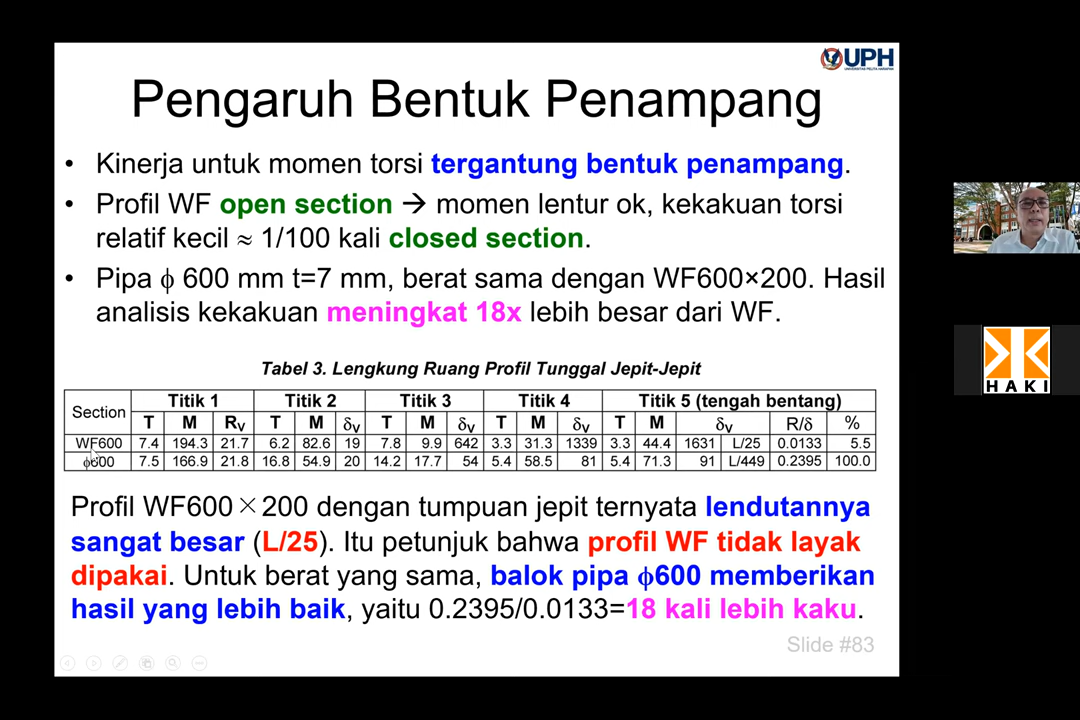 UPH
UNIVERSITAS PELITA HARAPAN
Pengaruh Bentuk Penampang
• Kinerja untuk momen torsi tergantung bentuk penampang.
• Profil WF open section → momen lentur ok, kekakuan torsi
relatif kecil ≈ 1/100 kali closed section.
• Pipa ϕ 600 mm t=7 mm, berat sama dengan WF600×200. Hasil
analisis kekakuan meningkat 18x lebih besar dari WF.
Tabel 3. Lengkung Ruang Profil Tunggal Jepit-Jepit
Section Titik 1 Titik 2 Titik 3 Titik 4 Titik 5 (tengah bentang)
T M Rv T M δv T M δv T M δv T M δv R/δ %
WF600 7.4 194.3 21.7 6.2 82.6 19 7.8 9.9 642 3.3 31.3 1339 3.3 44.4 1631 L/25 0.0133 5.5
ϕ600 7.5 166.9 21.8 16.8 54.9 20 14.2 17.7 54 5.4 58.5 81 5.4 71.3 91 L/449 0.2395 100.0
Profil WF600×200 dengan tumpuan jepit ternyata lendutannya
sangat besar (L/25). Itu petunjuk bahwa profil WF tidak layak
dipakai. Untuk berat yang sama, balok pipa ϕ600 memberikan
hasil yang lebih baik, yaitu 0.2395/0.0133=18 kali lebih kaku.
Slide #83
HAKI